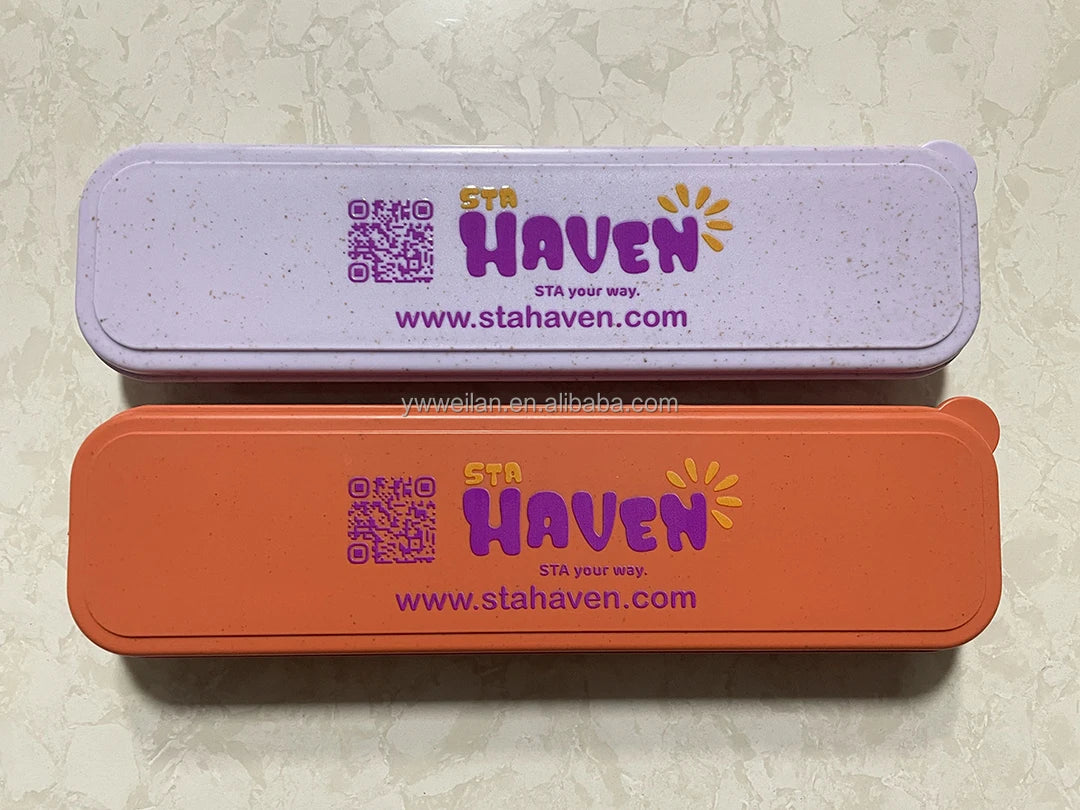 STA
HAVEN
STA your way.
www.stahaven.com
ywweilan.en.alibaba.com
STA
HAVEN
STA your way.
www.stahaven.com